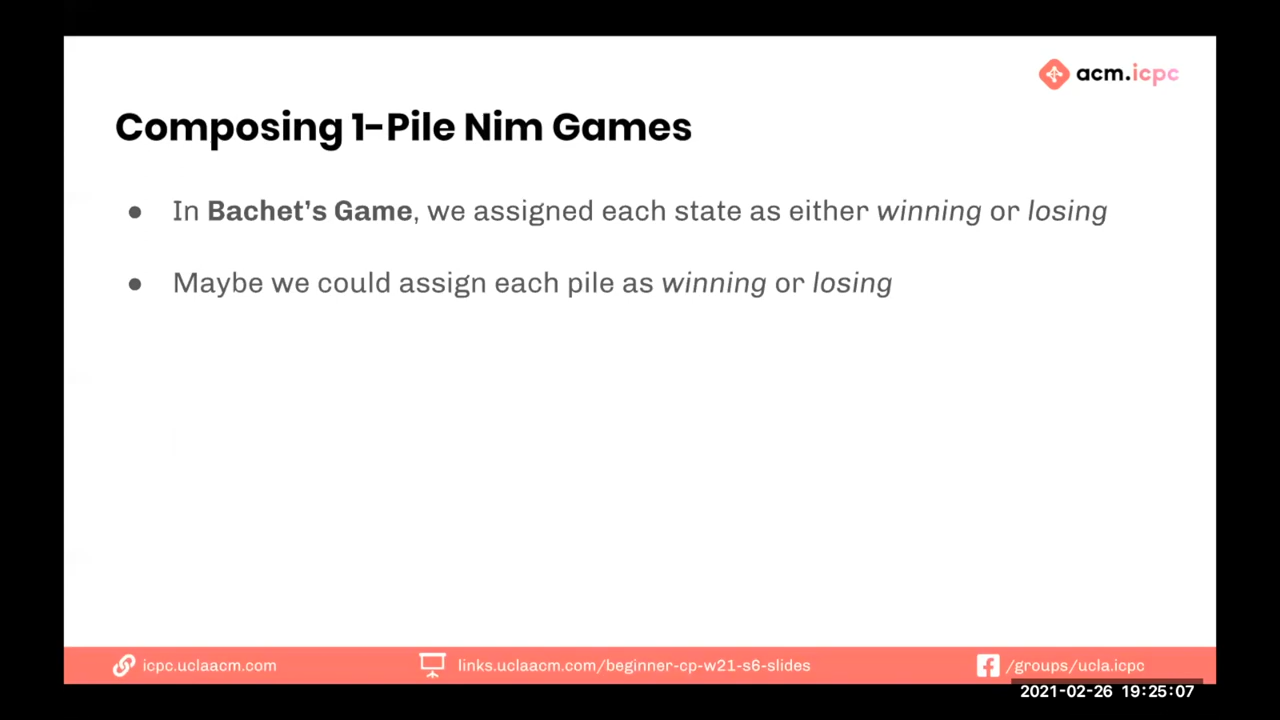 acm.icpc
Composing 1-Pile Nim Games
● In Bachet's Game, we assigned each state as either winning or losing
● Maybe we could assign each pile as winning or losing
icpc.uclaacm.com
links.uclaacm.com/beginner-cp-w21-s6-slides
/groups/ucla.icpc
2021-02-26 19:25:07